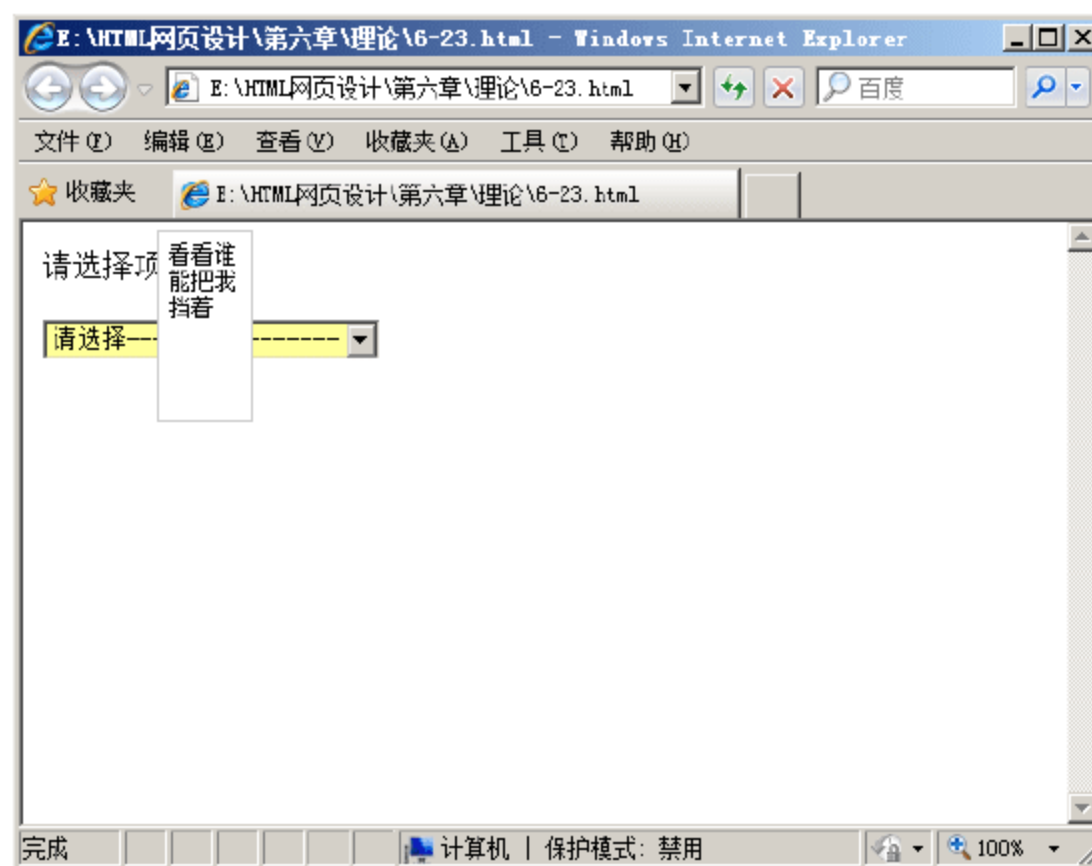 E:\HTML网页设计\第六章\理论\6-23.html - Windows Internet Explorer
E:\HTML网页设计\第六章\理论\6-23.html 百度
文件(F) 编辑(E) 查看(V) 收藏夹(A) 工具(T) 帮助(H)
收藏夹 E:\HTML网页设计\第六章\理论\6-23.html
请选择项
看看谁
能把我
挡着
请选择------------------
完成 计算机 | 保护模式: 禁用 100%